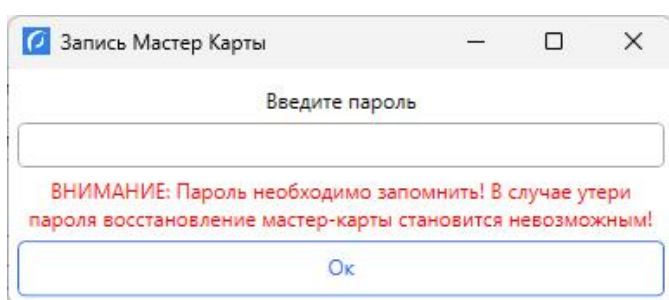 Запись Мастер Карты
Введите пароль
ВНИМАНИЕ: Пароль необходимо запомнить! В случае утери
пароля восстановление мастер-карты становится невозможным!
Ок